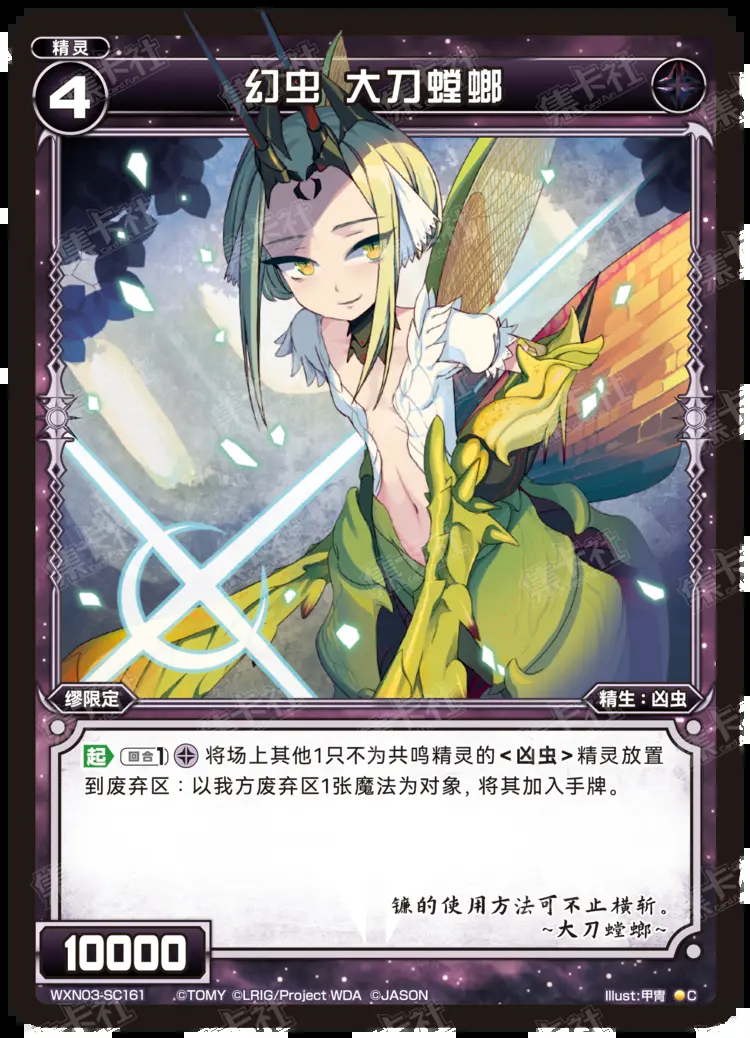 精灵
4
幻虫 大刀螳螂
缪限定
精生：凶虫
起 回合1 将场上其他1只不为共鸣精灵的<凶虫>精灵放置
到废弃区：以我方废弃区1张魔法为对象，将其加入手牌。
镰的使用方法可不止横斩。
~大刀螳螂~
10000
WXN03-SC161 .©TOMY ©LRIG/Project WDA ©JASON
Illust:甲冑 C
集卡社